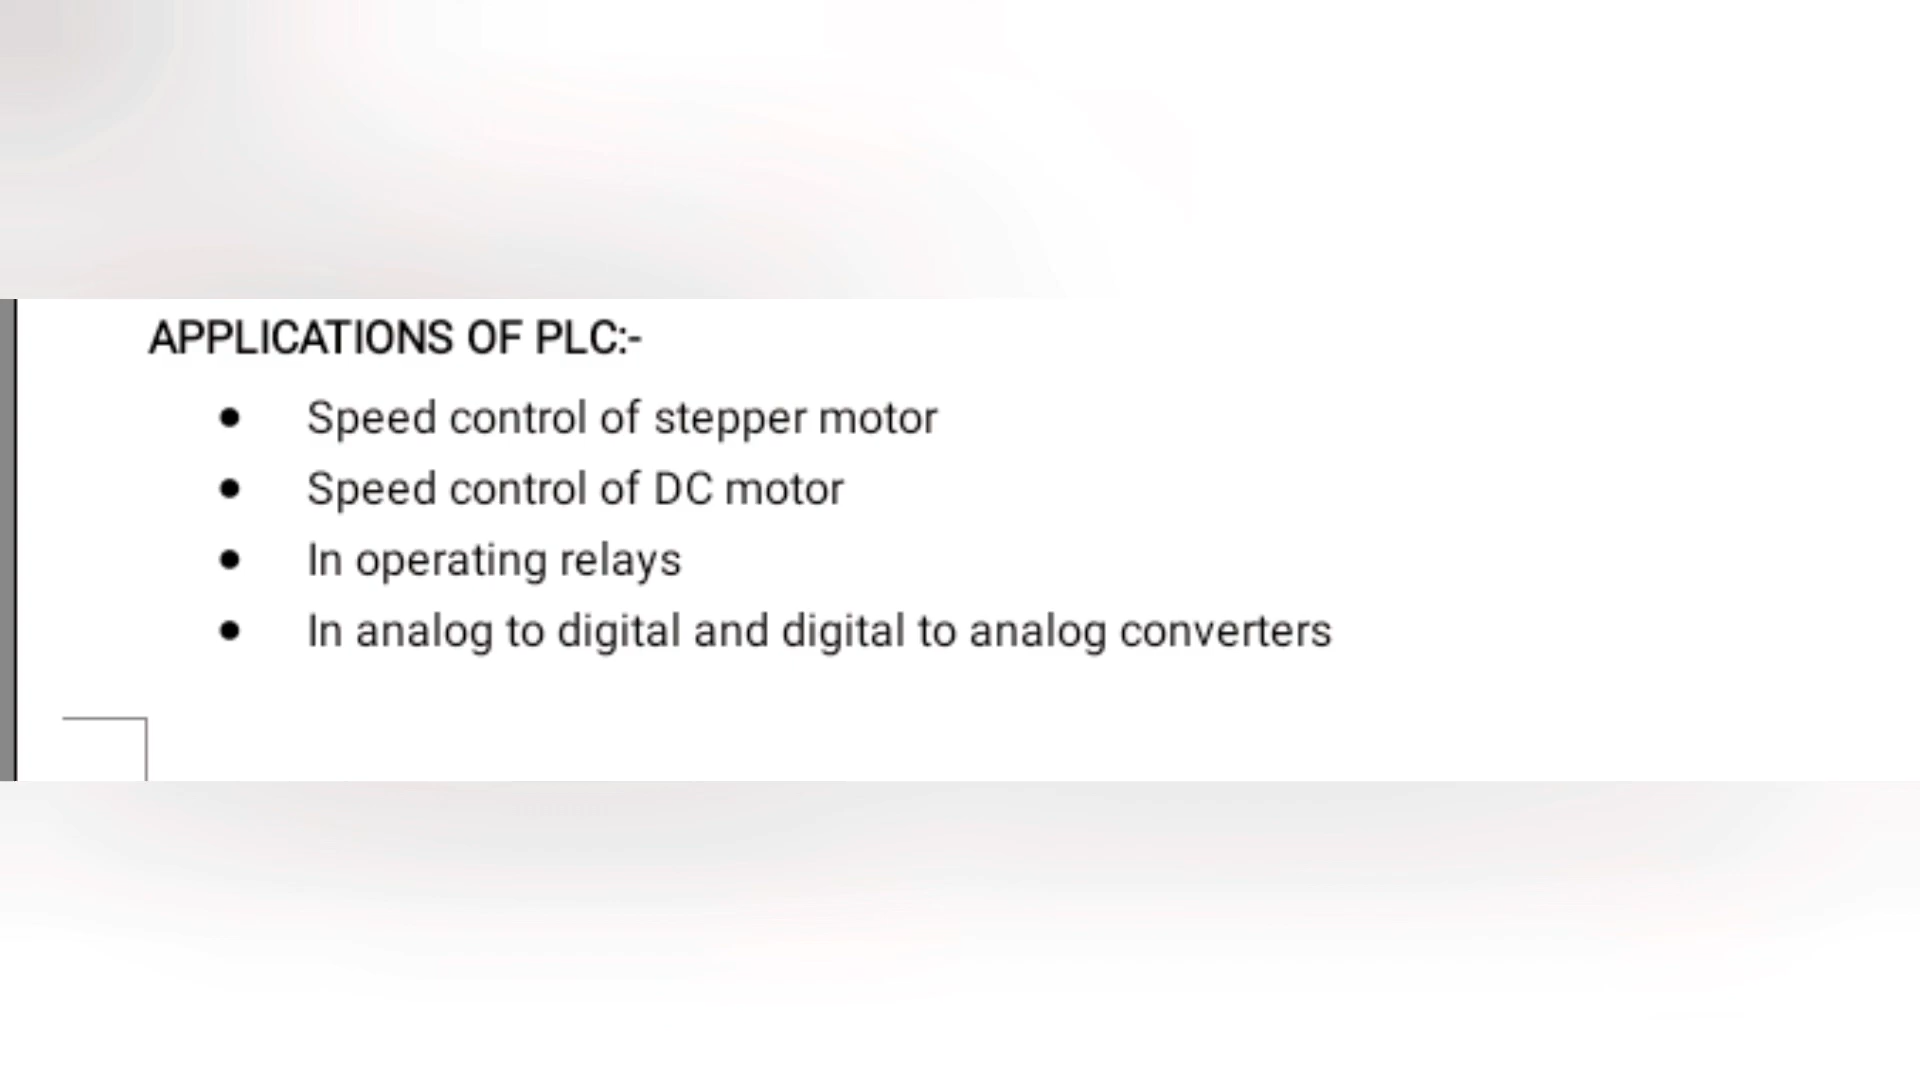 APPLICATIONS OF PLC:-
● Speed control of stepper motor
● Speed control of DC motor
● In operating relays
● In analog to digital and digital to analog converters